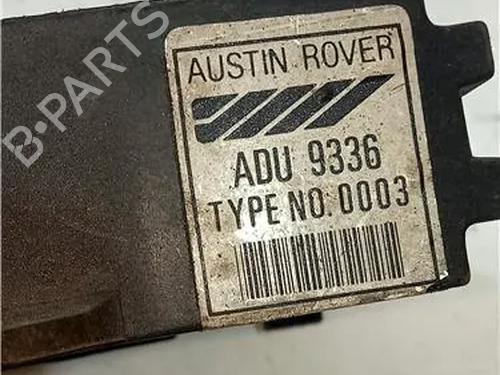 B-PARTS
AUSTIN ROVER
ADU 9336
TYPE NO. 0003